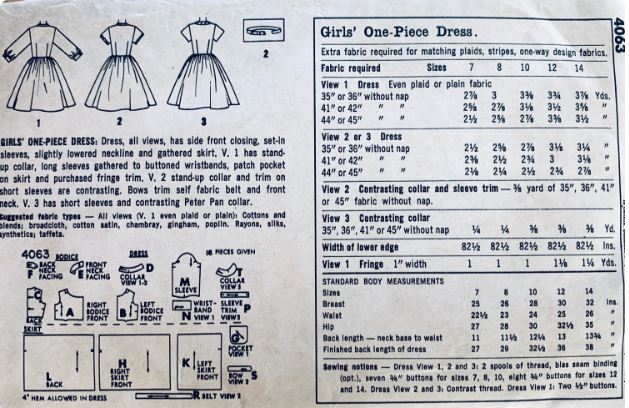 1 2 3 2
GIRLS' ONE-PIECE DRESS: Dress, all views, has side front closing, set-in
sleeves, slightly lowered neckline and gathered skirt. V. 1 has stand-
up collar, long sleeves gathered to buttoned wristbands, patch pocket
on skirt and purchased fringe trim. V. 2 stand-up collar and trim on
short sleeves are contrasting. Bows trim self fabric belt and front
neck. V. 3 has short sleeves and contrasting Peter Pan collar.
Suggested fabric types — All views (V. 1 even plaid or plain): Cottons and
blends; broadcloth, cotton satin, chambray, gingham, poplin. Rayons, silks,
synthetics; taffeta.
4063 BODICE DRESS 18 PIECES GIVEN
F BACK NECK FACING
E FRONT NECK FACING
D COLLAR VIEW 1-2
M SLEEVE
T COLLAR VIEW 3
C BACK
A RIGHT BODICE FRONT
B LEFT BODICE FRONT
N WRIST-BAND VIEW 1
P SLEEVE TRIM VIEW 2
SKIRT
L BACK
H RIGHT SKIRT FRONT
K LEFT SKIRT FRONT
G POCKET VIEW 1
S BOW VIEW 2
R BELT VIEW 2
4" HEM ALLOWED IN DRESS
4063
Girls' One-Piece Dress.
Extra fabric required for matching plaids, stripes, one-way design fabrics.
Fabric required Sizes 7 8 10 12 14
View 1 Dress Even plaid or plain fabric
35" or 36" without nap 2⅞ 3 3⅜ 3¾ 3⅞ Yds.
41" or 42" " " 2⅝ 2⅞ 3⅛ 3½ 3⅝ "
44" or 45" " " 2½ 2⅝ 2⅞ 3⅜ 3½ "
View 2 or 3 Dress
35" or 36" without nap 2½ 2⅝ 2⅞ 3⅛ 3¼ "
41" or 42" " " 2⅜ 2½ 2¾ 3 3⅛ "
44" or 45" " " 2⅛ 2¼ 2½ 2¾ 2⅞ "
View 2 Contrasting collar and sleeve trim — ⅜ yard of 35", 36", 41"
or 45" fabric without nap.
View 3 Contrasting collar
35", 36", 41" or 45" without nap ¼ ¼ ⅜ ⅜ ⅜ Yd.
Width of lower edge 82½ 82½ 82½ 82½ 82½ Ins.
View 1 Fringe 1" width 1 1 1 1⅛ 1¼ Yds.
STANDARD BODY MEASUREMENTS
Sizes 7 8 10 12 14
Breast 25 26 28 30 32 Ins.
Waist 22½ 23 24 25 26 "
Hip 27 28 30 32½ 35 "
Back length — neck base to waist 11 11½ 12¼ 13 13¾ "
Finished back length of dress 27 29 32½ 36 38 "
Sewing notions — Dress View 1, 2 and 3: 2 spools of thread, bias seam binding
(opt.), seven ¾" buttons for sizes 7, 8, 10, eight ¾" buttons for sizes 12
and 14. Dress View 2 and 3: Contrast thread. Dress View 1: Two ½" buttons.